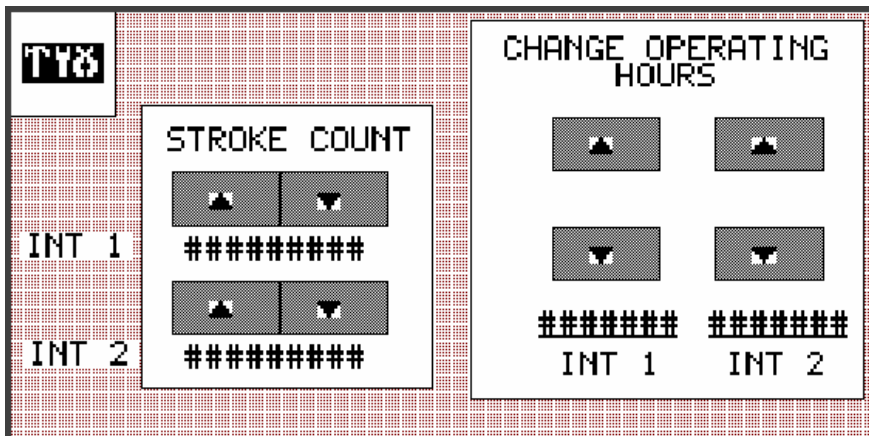 STROKE COUNT
INT 1 #########
INT 2 #########
CHANGE OPERATING
HOURS
####### #######
INT 1 INT 2